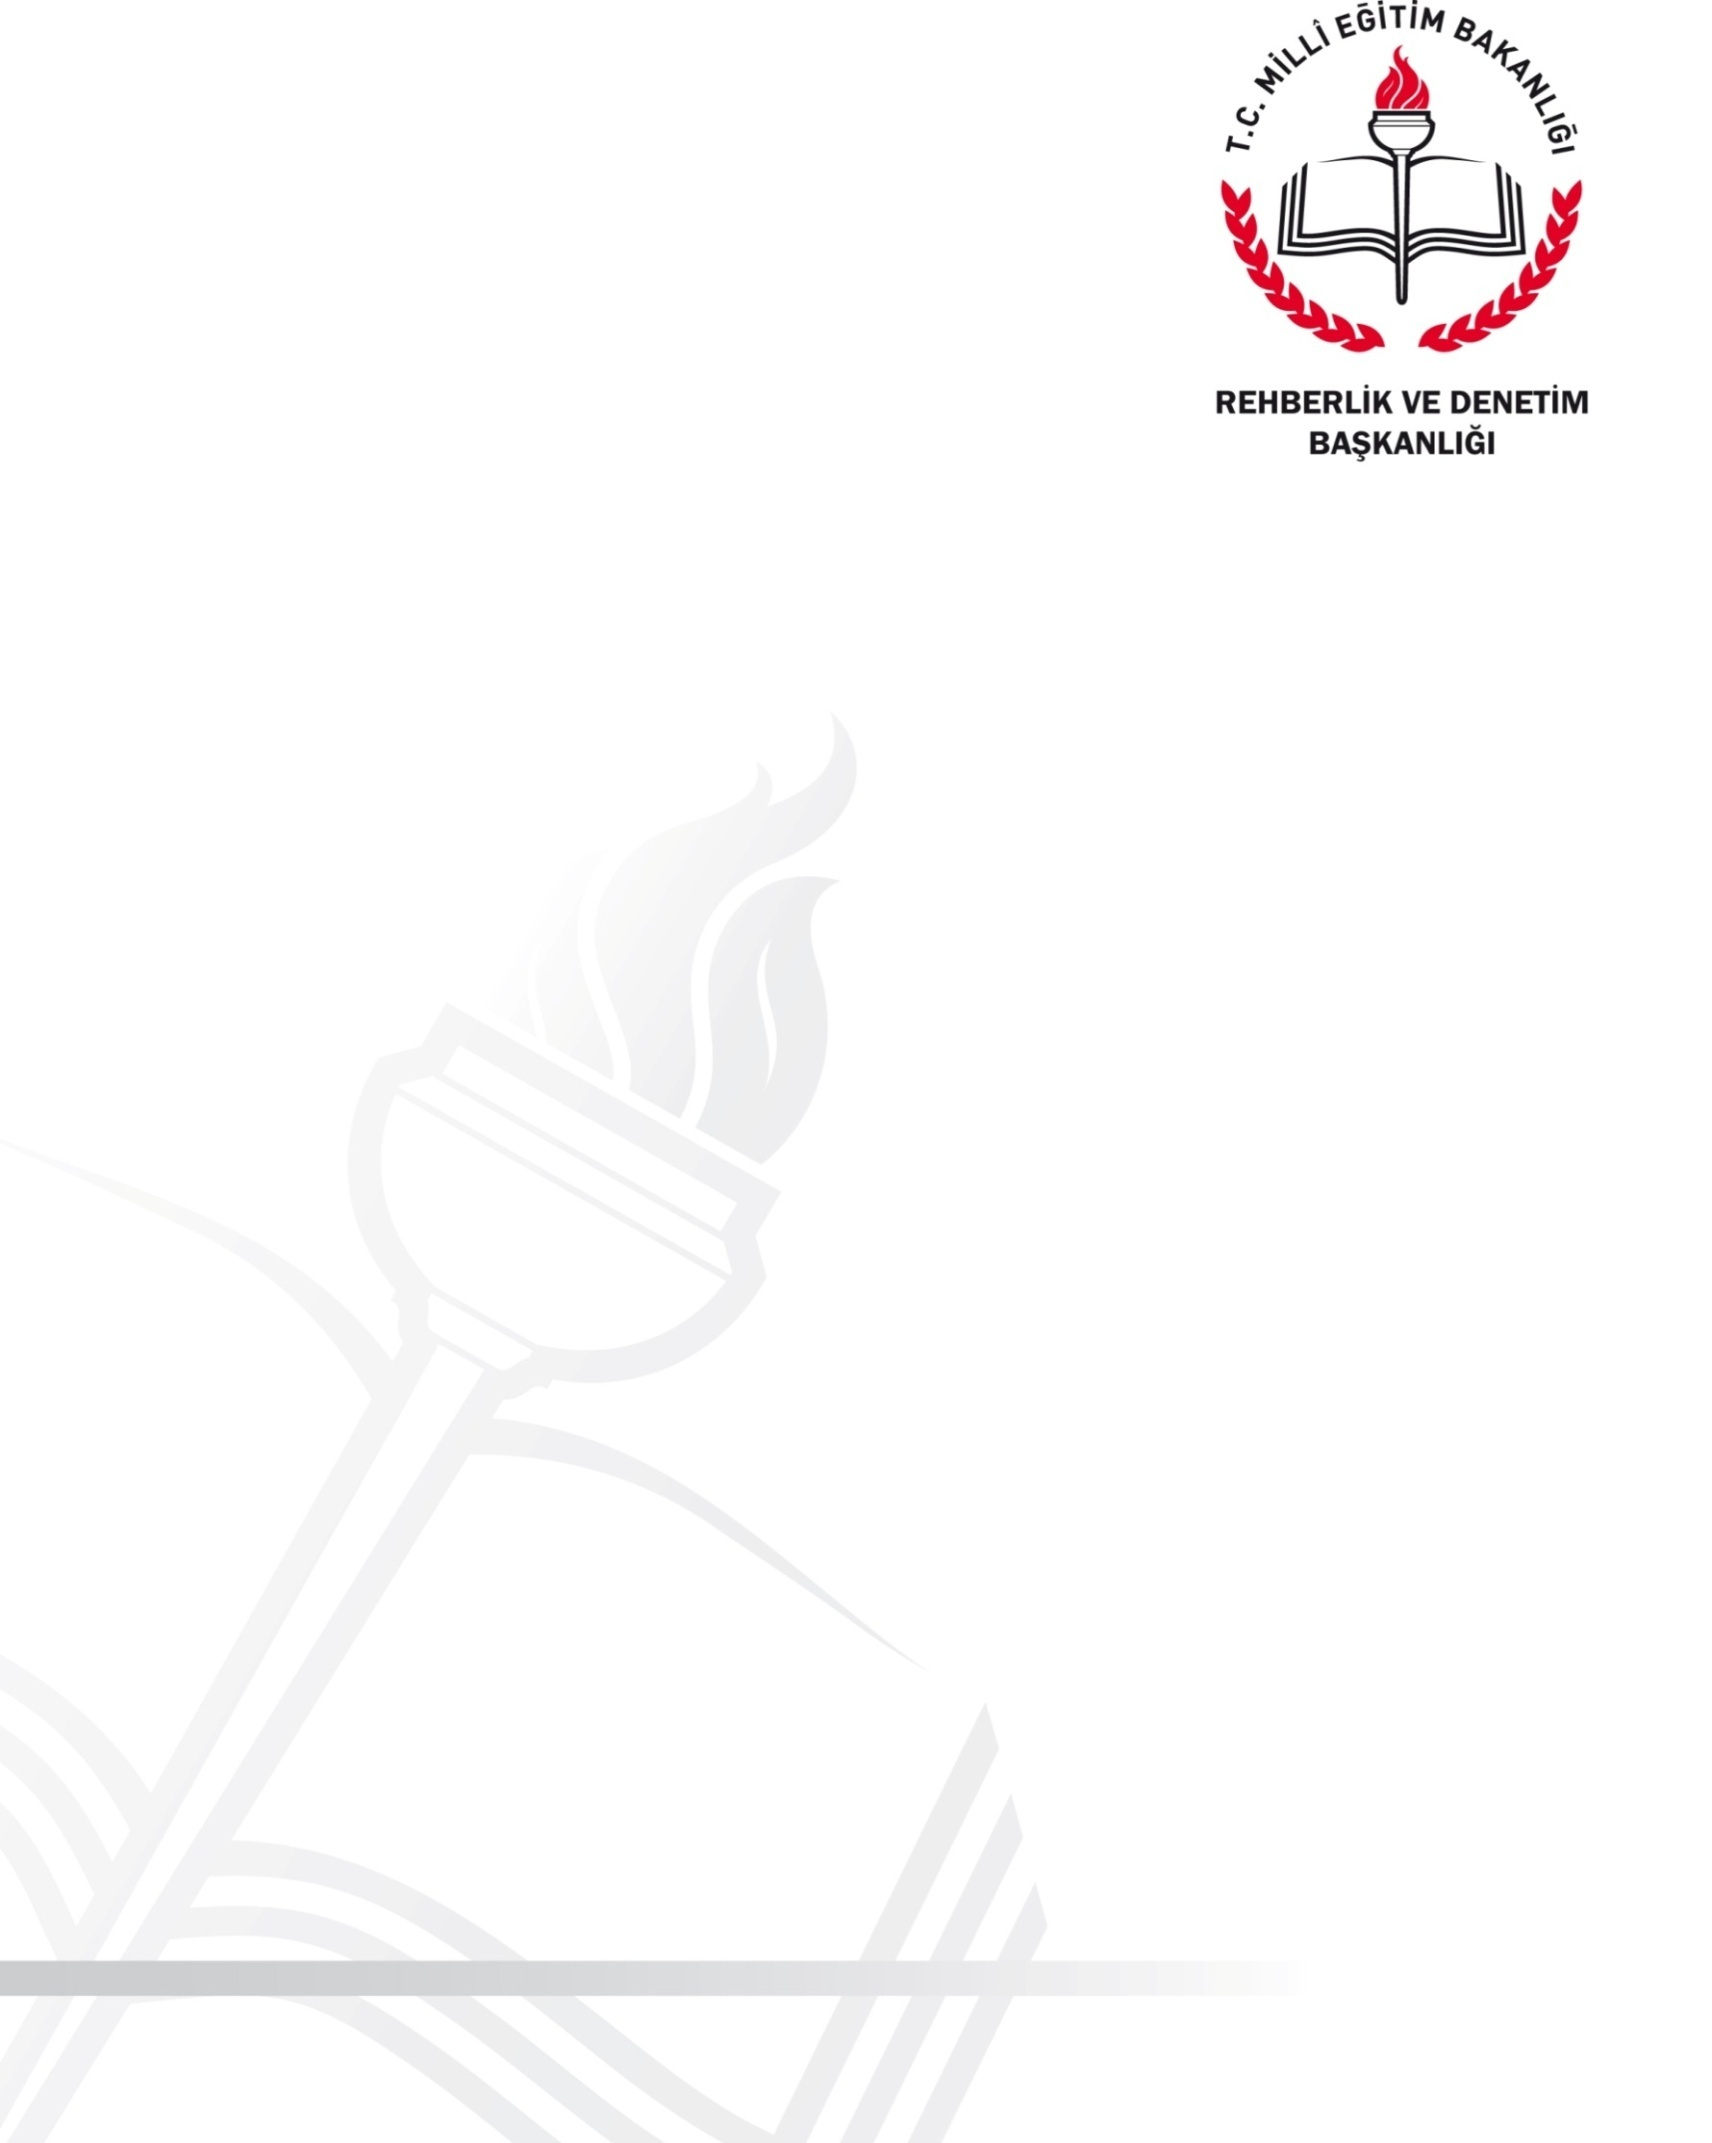 T.C. MİLLÎ EĞİTİM BAKANLIĞI
REHBERLİK VE DENETİM
BAŞKANLIĞI